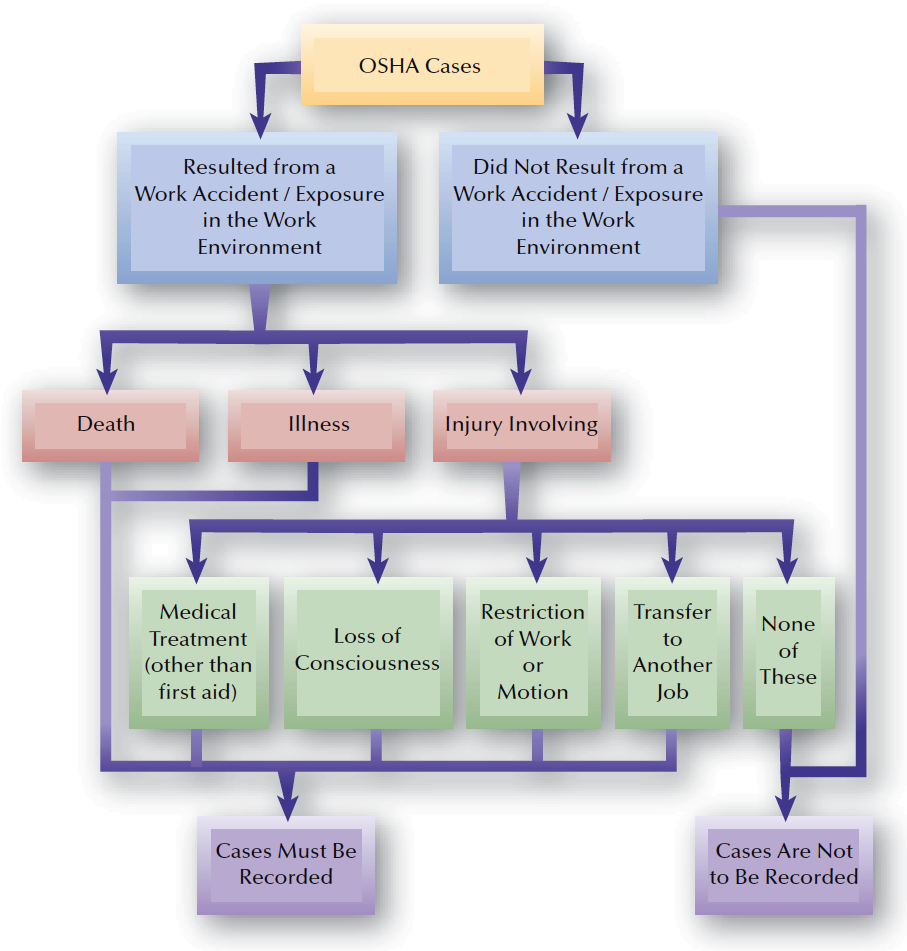 OSHA Cases
Resulted from a
Work Accident / Exposure
in the Work
Environment
Did Not Result from a
Work Accident / Exposure
in the Work
Environment
Death
Illness
Injury Involving
Medical
Treatment
(other than
first aid)
Loss of
Consciousness
Restriction
of Work
or
Motion
Transfer
to
Another
Job
None
of
These
Cases Must Be
Recorded
Cases Are Not
to Be Recorded